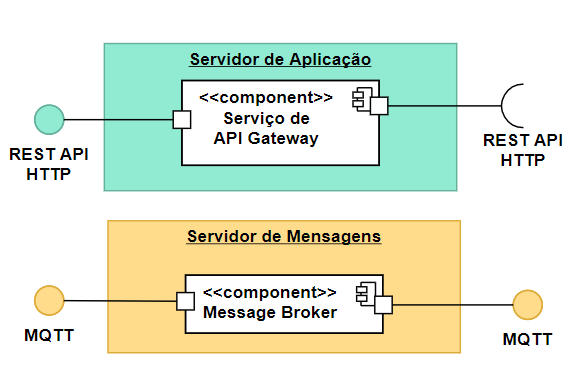 Servidor de Aplicação
<<component>>
Serviço de
API Gateway
REST API
HTTP
REST API
HTTP
Servidor de Mensagens
<<component>>
Message Broker
MQTT
MQTT